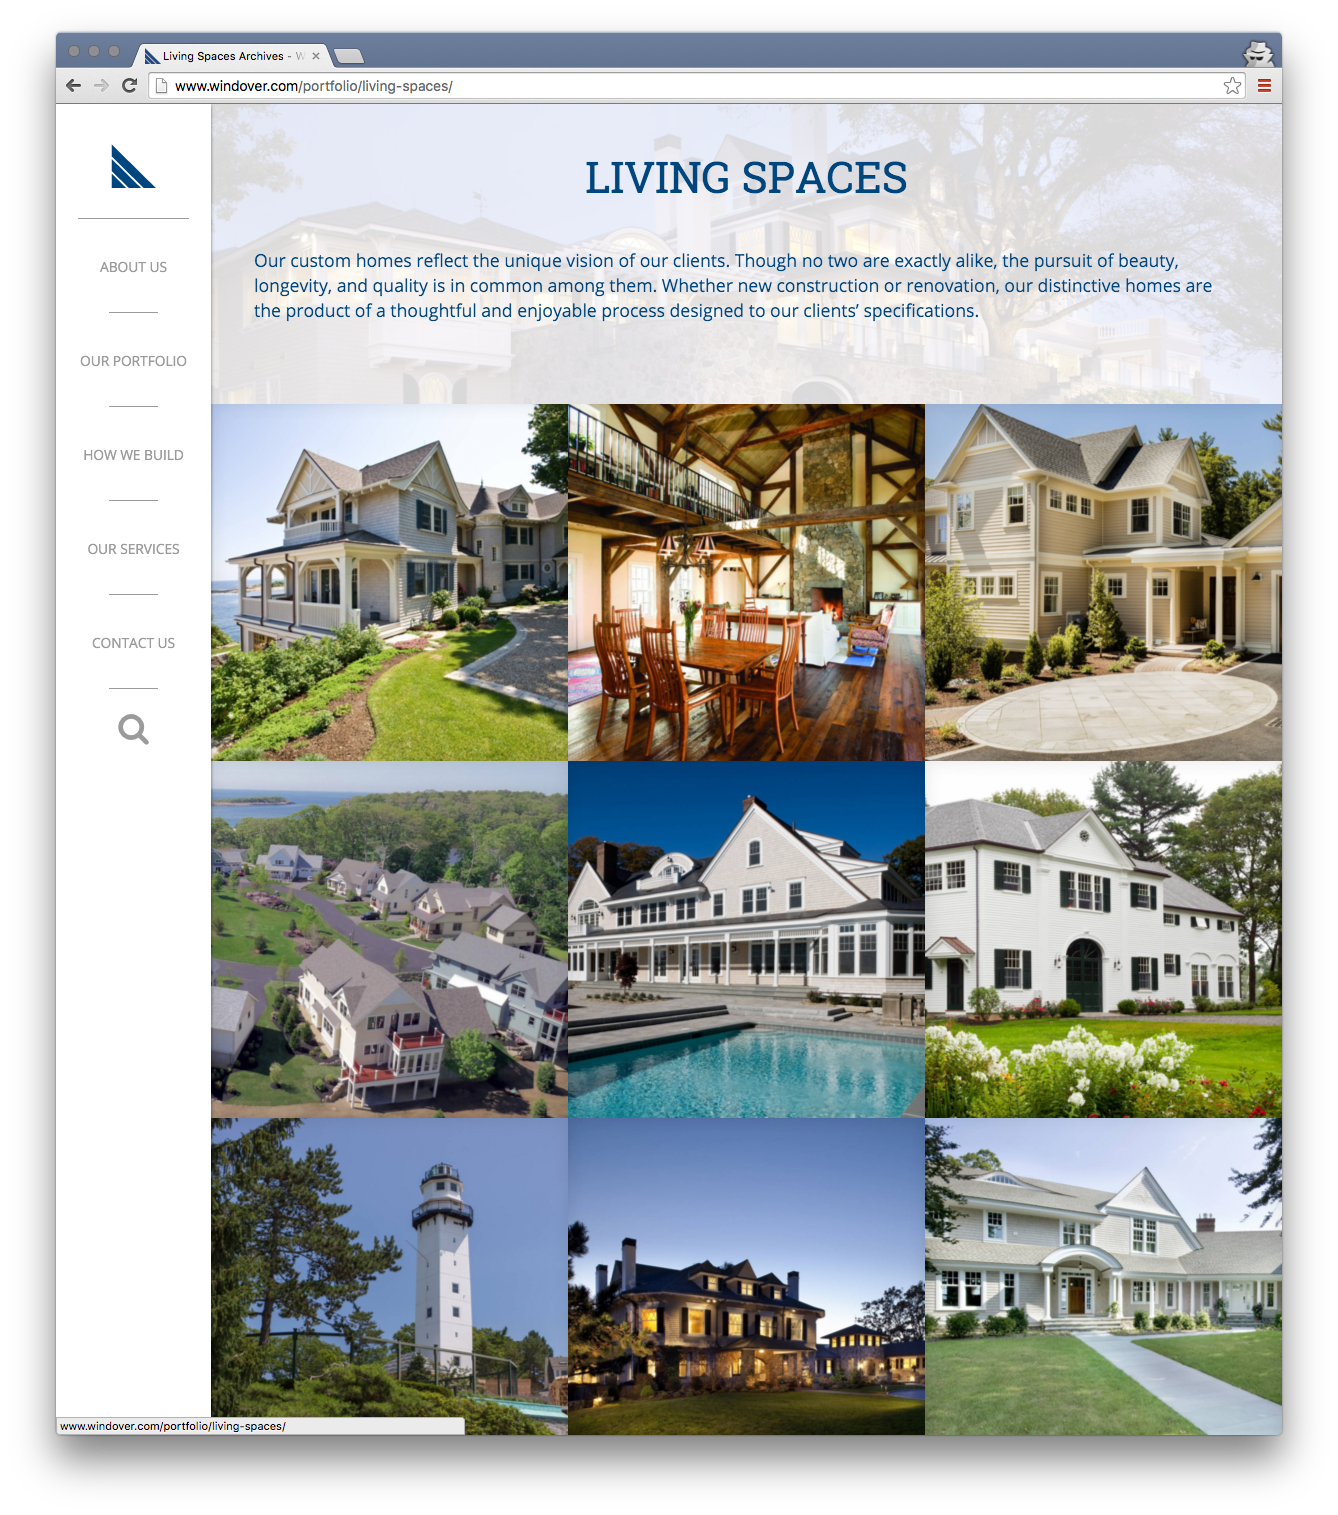 Living Spaces Archives - W
www.windover.com/portfolio/living-spaces/
LIVING SPACES
Our custom homes reflect the unique vision of our clients. Though no two are exactly alike, the pursuit of beauty,
longevity, and quality is in common among them. Whether new construction or renovation, our distinctive homes are
the product of a thoughtful and enjoyable process designed to our clients’ specifications.
ABOUT US
OUR PORTFOLIO
HOW WE BUILD
OUR SERVICES
CONTACT US
www.windover.com/portfolio/living-spaces/